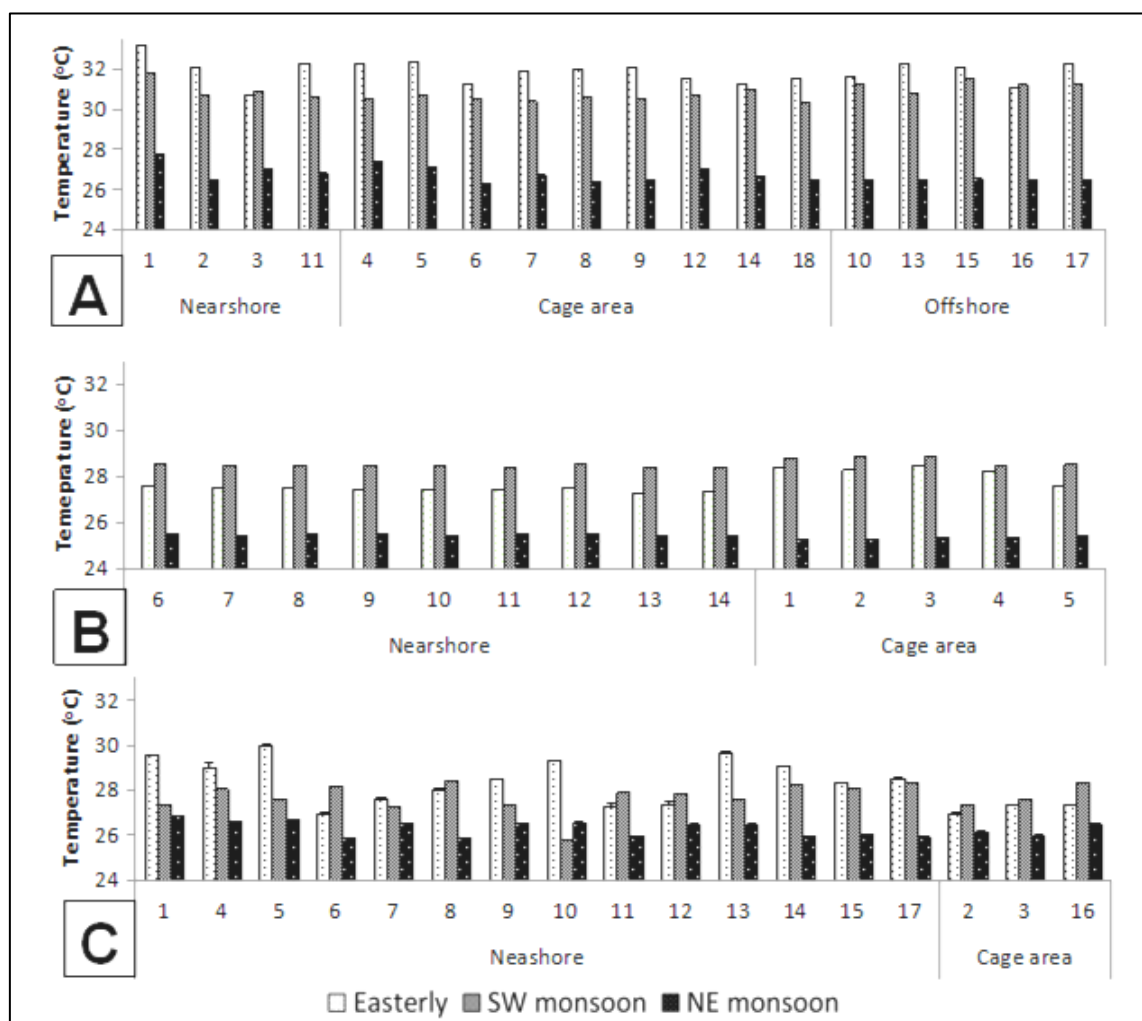 Temperature (°C)
32
30
28
26
24
1 2 3 11 4 5 6 7 8 9 12 14 18 10 13 15 16 17
Nearshore Cage area Offshore
A
Temeprature (°C)
32
30
28
26
24
6 7 8 9 10 11 12 13 14 1 2 3 4 5
Nearshore Cage area
B
Temperature (°C)
32
30
28
26
24
1 4 5 6 7 8 9 10 11 12 13 14 15 17 2 3 16
Neashore Cage area
C
Easterly SW monsoon NE monsoon